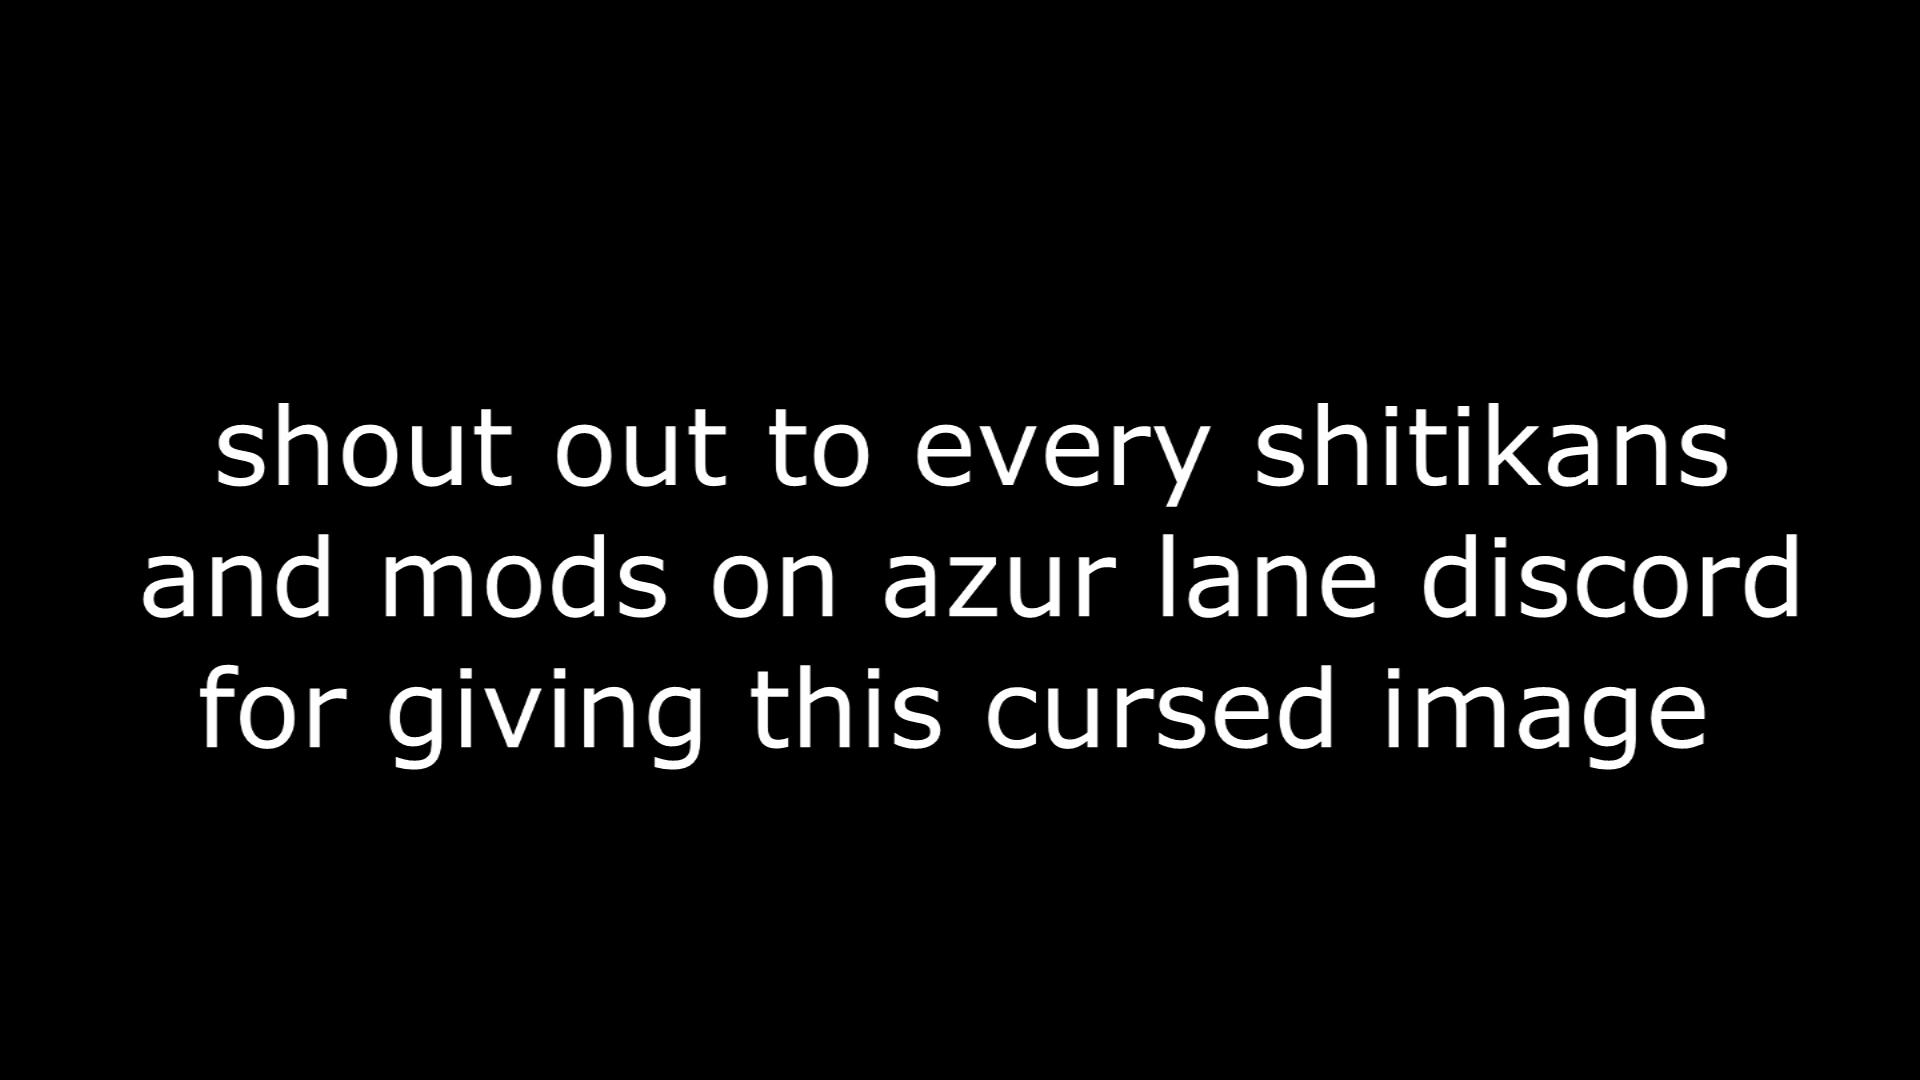 shout out to every shitikans
and mods on azur lane discord
for giving this cursed image